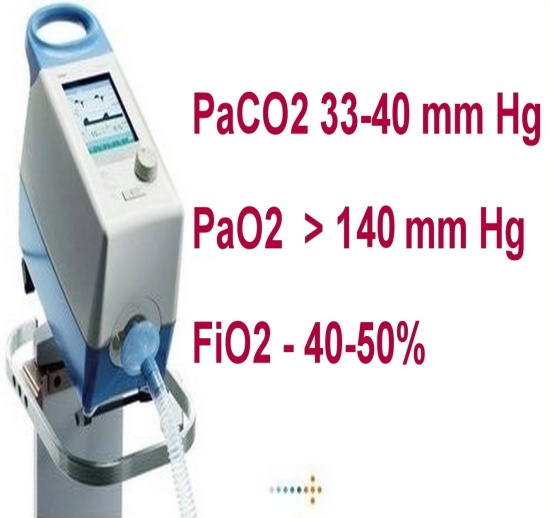 PaCO2 33-40 mm Hg
PaO2 > 140 mm Hg
FiO2 - 40-50%